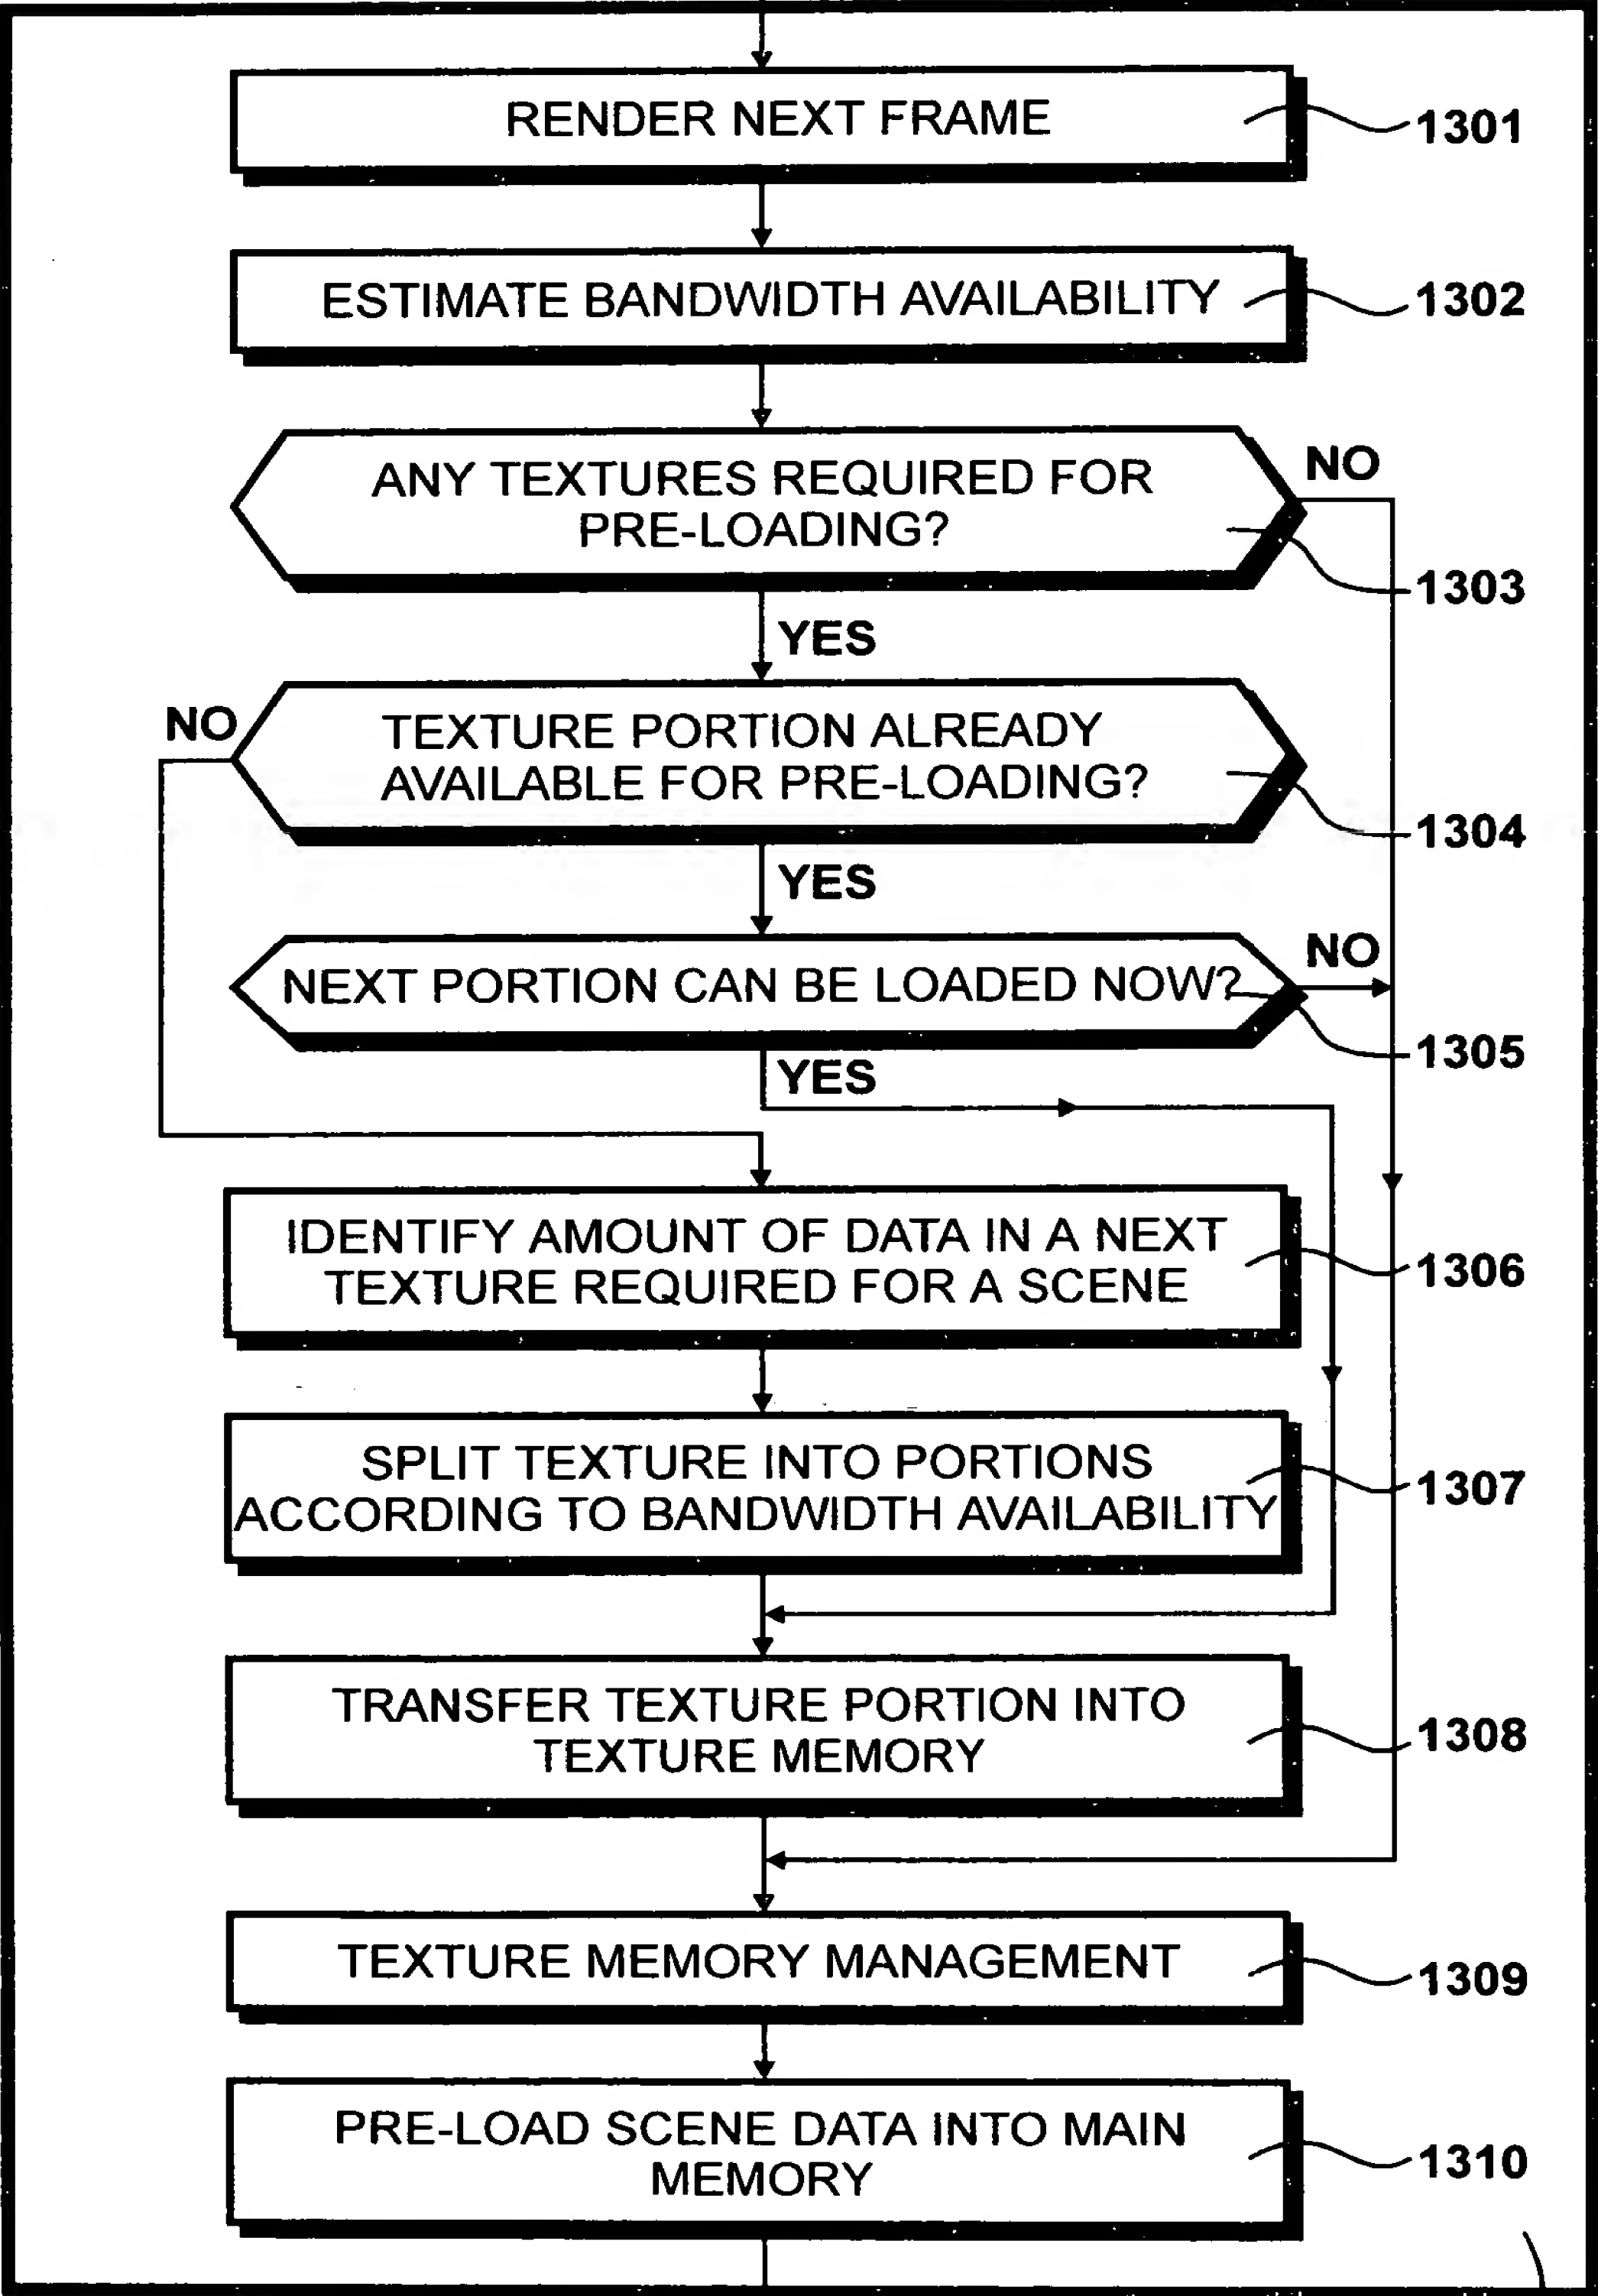 RENDER NEXT FRAME
1301
ESTIMATE BANDWIDTH AVAILABILITY
1302
ANY TEXTURES REQUIRED FOR
PRE-LOADING?
NO
1303
YES
NO
TEXTURE PORTION ALREADY
AVAILABLE FOR PRE-LOADING?
1304
YES
NEXT PORTION CAN BE LOADED NOW?
NO
1305
YES
IDENTIFY AMOUNT OF DATA IN A NEXT
TEXTURE REQUIRED FOR A SCENE
1306
SPLIT TEXTURE INTO PORTIONS
ACCORDING TO BANDWIDTH AVAILABILITY
1307
TRANSFER TEXTURE PORTION INTO
TEXTURE MEMORY
1308
TEXTURE MEMORY MANAGEMENT
1309
PRE-LOAD SCENE DATA INTO MAIN
MEMORY
1310